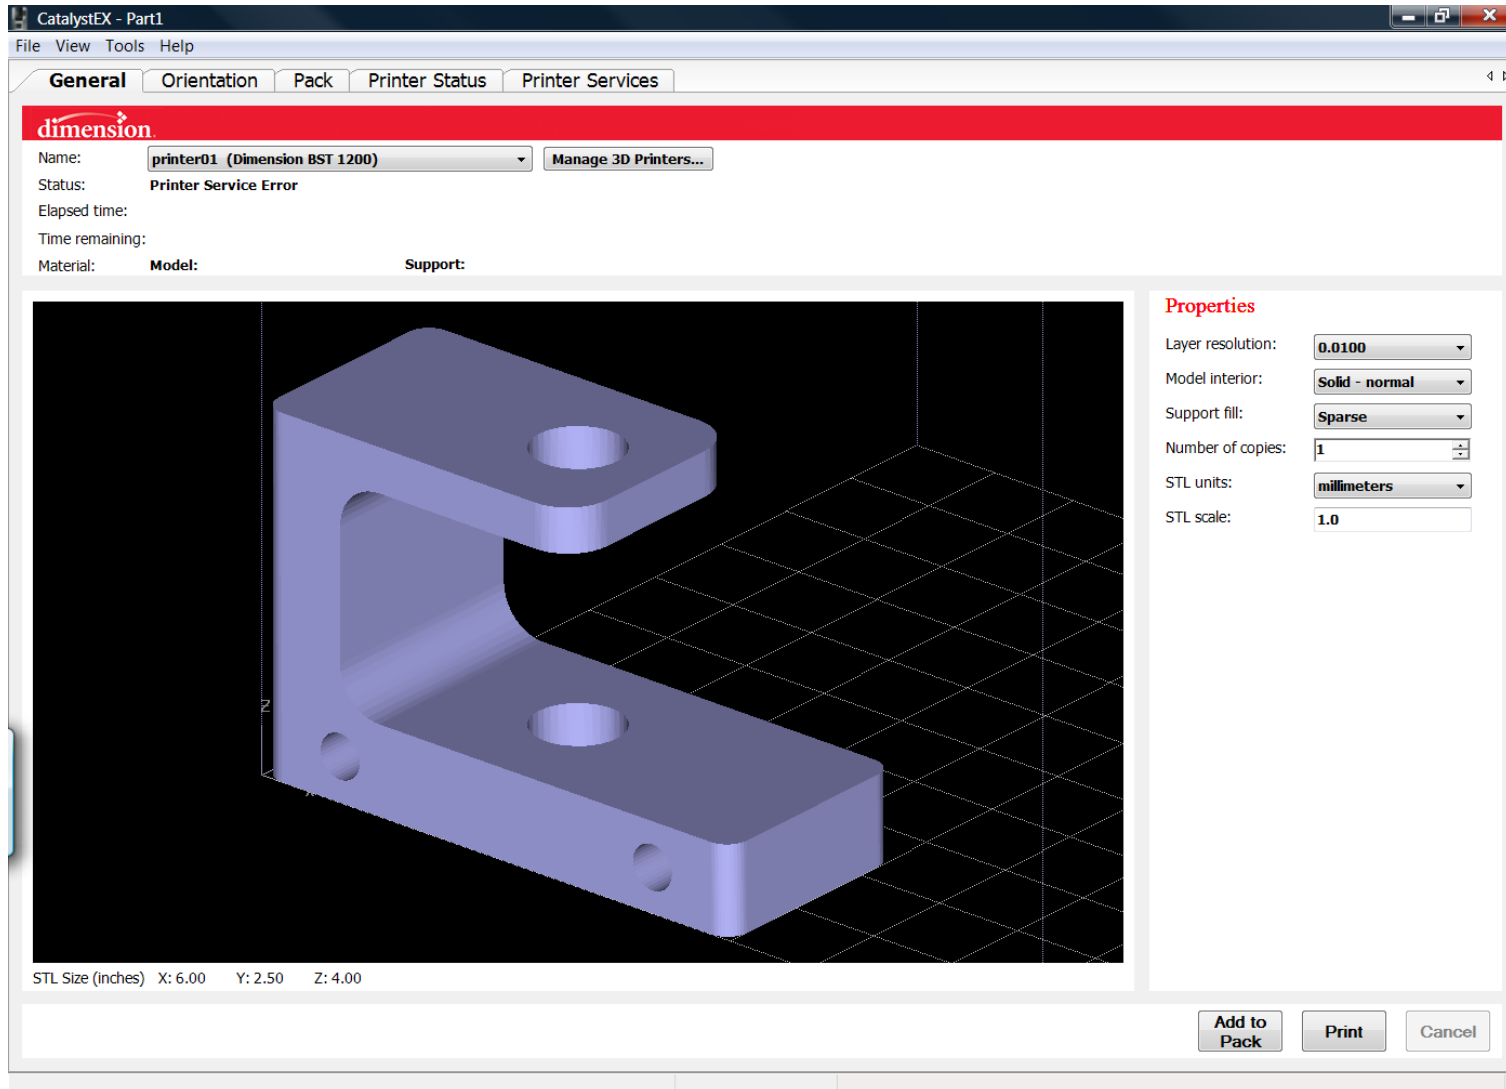 CatalystEX - Part1
File View Tools Help
General Orientation Pack Printer Status Printer Services
dimension.
Name: printer01 (Dimension BST 1200) Manage 3D Printers...
Status: Printer Service Error
Elapsed time:
Time remaining:
Material: Model: Support:
Properties
Layer resolution: 0.0100
Model interior: Solid - normal
Support fill: Sparse
Number of copies: 1
STL units: millimeters
STL scale: 1.0
Z
STL Size (inches) X: 6.00 Y: 2.50 Z: 4.00
Add to
Pack
Print
Cancel